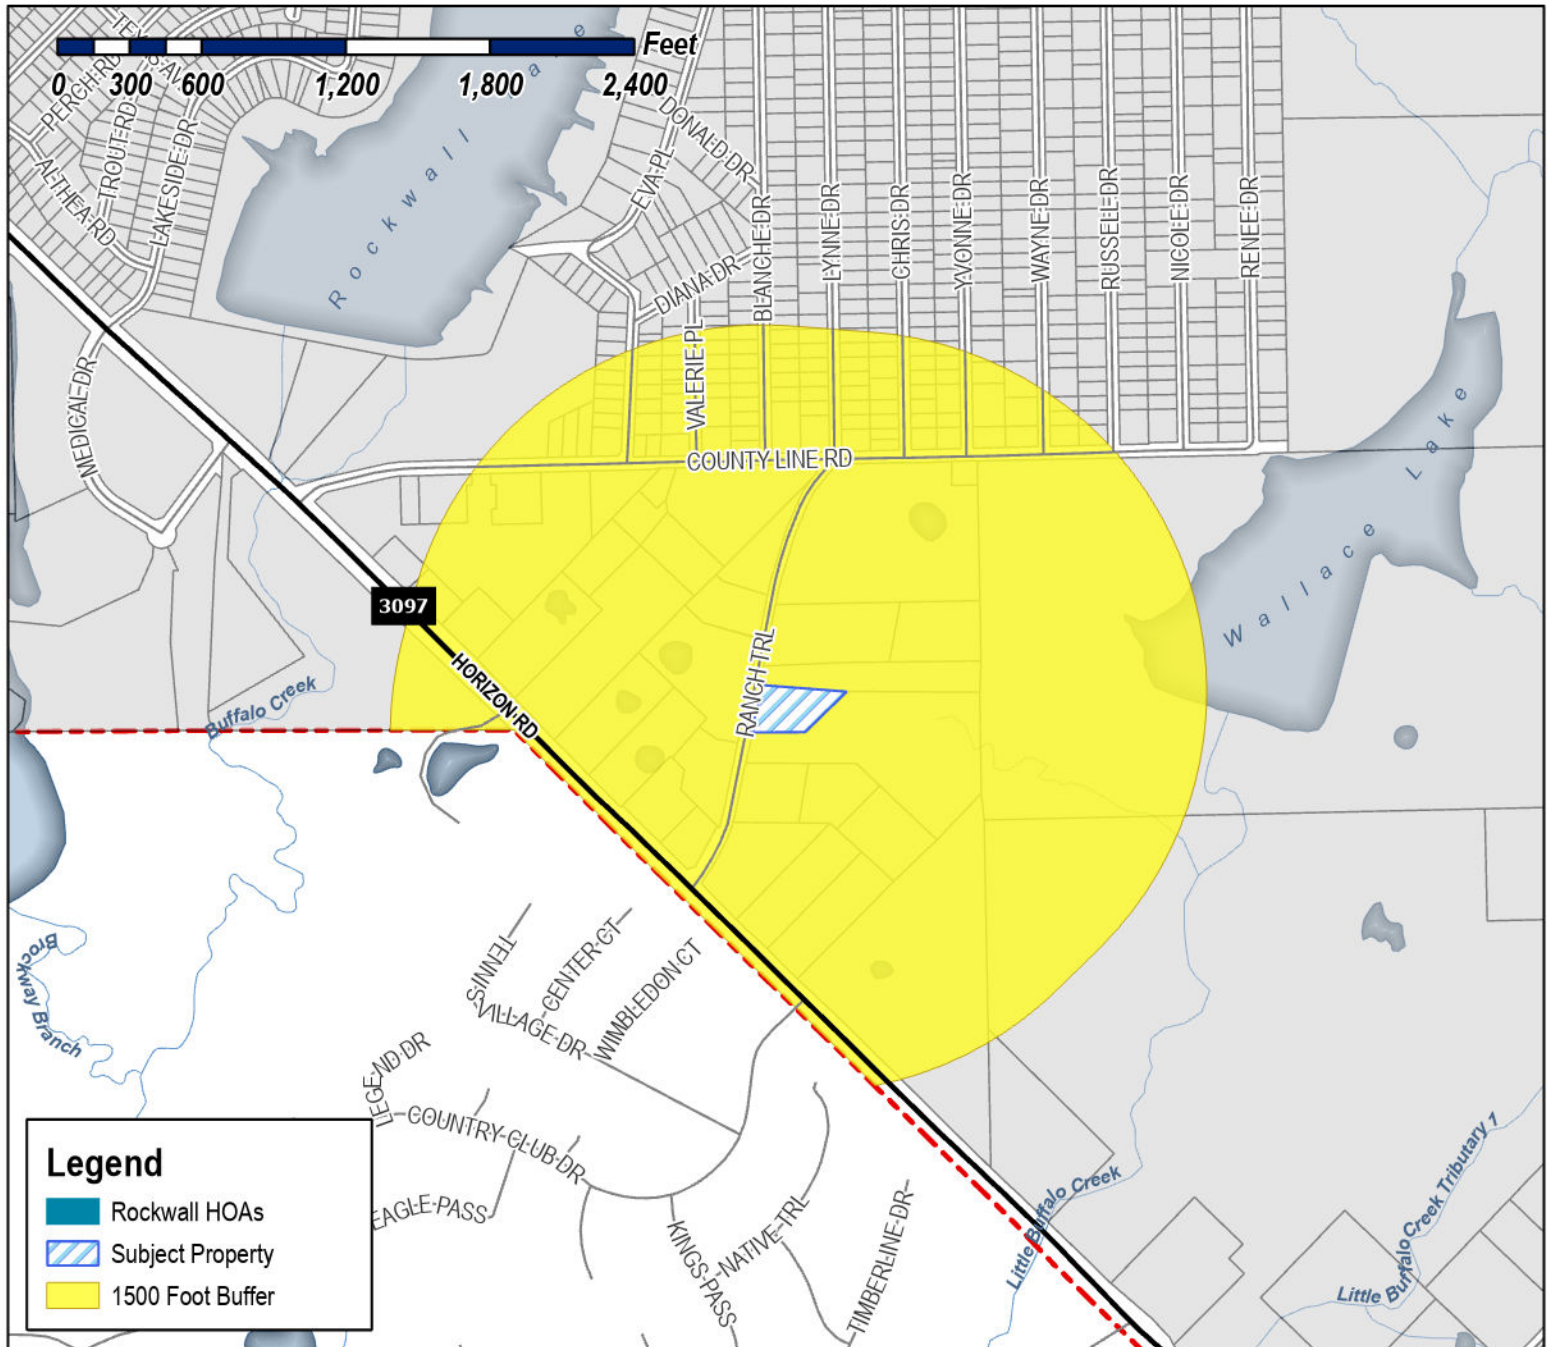 Feet
0 300 600 1,200 1,800 2,400
TEXAS AV
PERCH RD
TROUT RD
LAKESIDE DR
ALTHEA RD
Rockwall Lake
DONALD DR
EVA PL
DIANA DR
BLANCHE DR
LYNNE DR
CHRIS DR
YVONNE DR
WAYNE DR
RUSSELL DR
NICOLE DR
RENEE DR
VALERIE PL
MEDICAL DR
COUNTY LINE RD
Wallace Lake
3097
HORIZON RD
RANCH TRL
Buffalo Creek
Brockway Branch
TENNIS
VILLAGE DR
CENTER CT
WIMBLEDON CT
LEGEND DR
COUNTRY CLUB DR
EAGLE PASS
KINGS PASS
NATIVE TRL
TIMBERLINE DR
Little Buffalo Creek
Little Buffalo Creek Tributary 1
Legend
Rockwall HOAs
Subject Property
1500 Foot Buffer